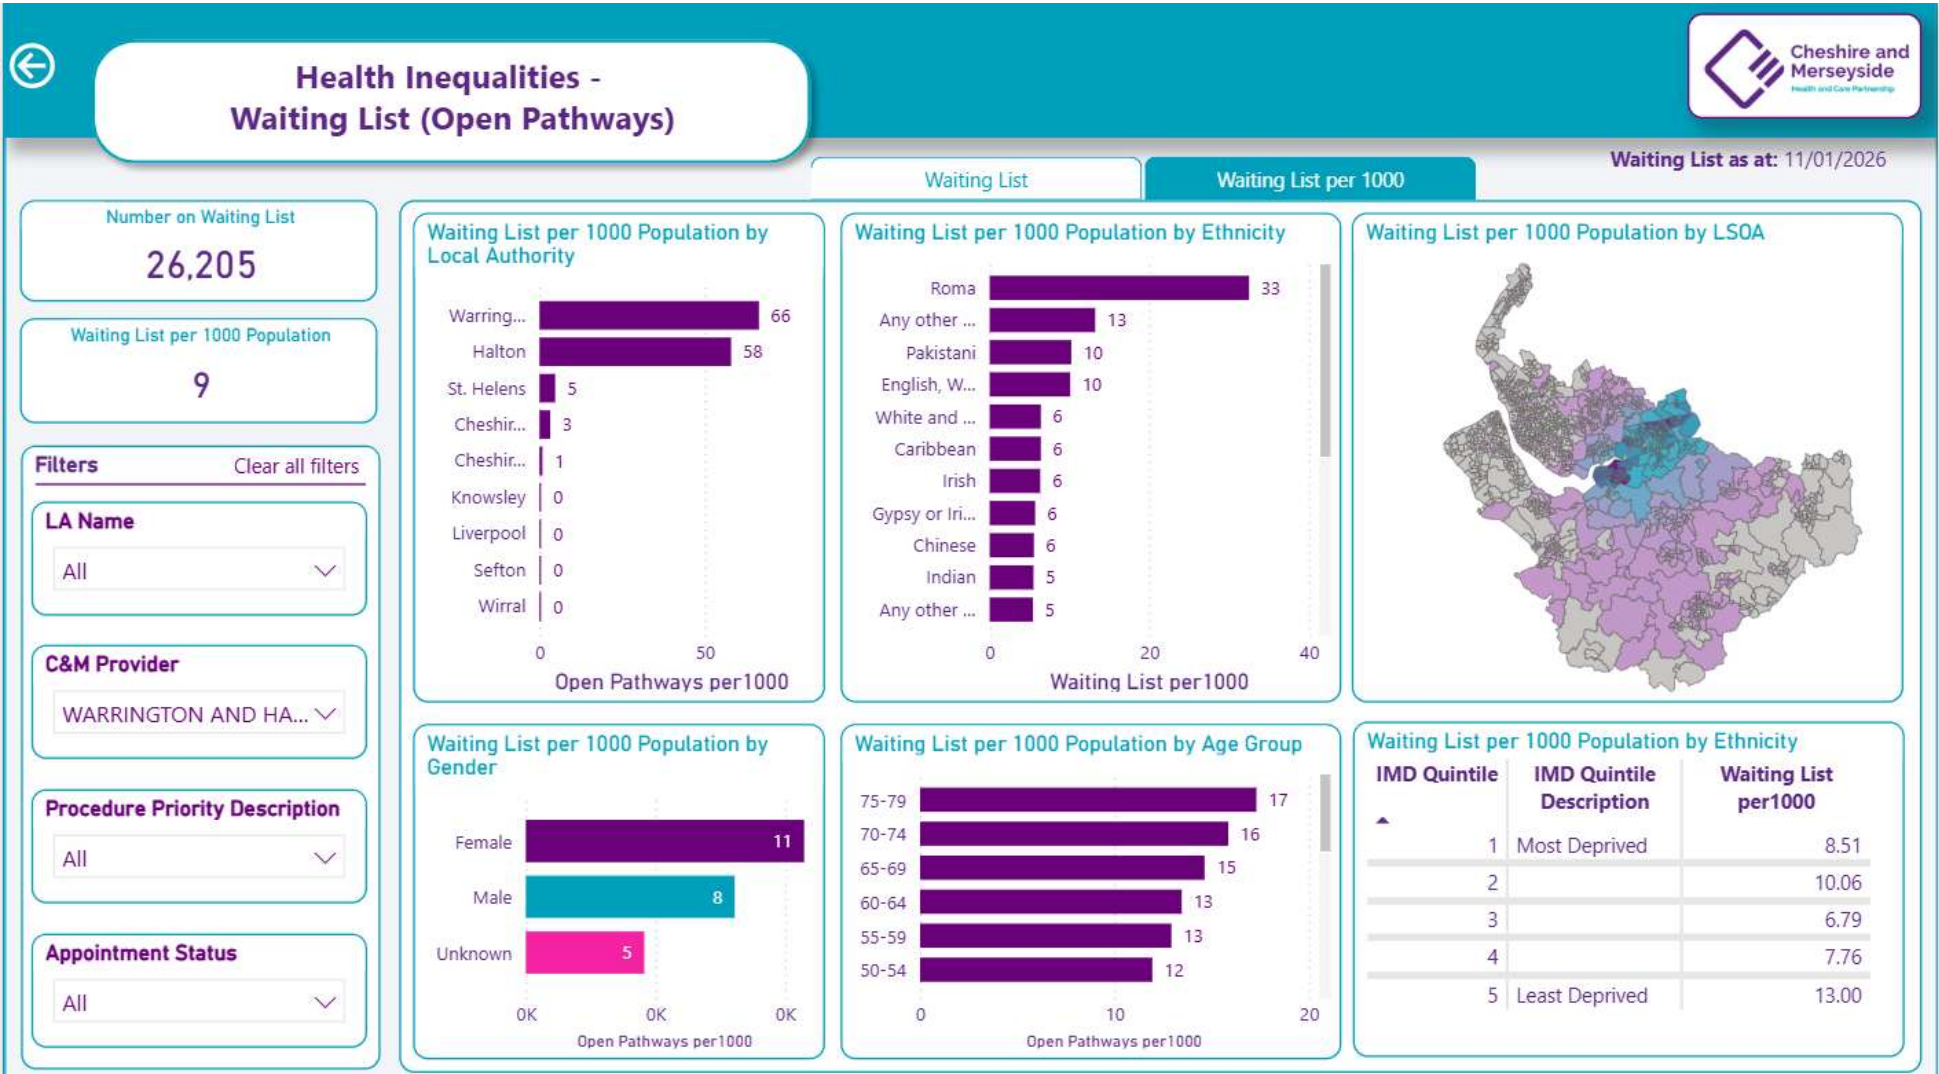 Health Inequalities -
Waiting List (Open Pathways)
Cheshire and
Merseyside
Health and Care Partnership
Waiting List as at: 11/01/2026
Waiting List
Waiting List per 1000
Number on Waiting List
26,205
Waiting List per 1000 Population
9
Filters
Clear all filters
LA Name
All
C&M Provider
WARRINGTON AND HA...
Procedure Priority Description
All
Appointment Status
All
Waiting List per 1000 Population by
Local Authority
Warring... 66
Halton 58
St. Helens 5
Cheshir... 3
Cheshir... 1
Knowsley 0
Liverpool 0
Sefton 0
Wirral 0
0 50
Open Pathways per1000
Waiting List per 1000 Population by Ethnicity
Roma 33
Any other ... 13
Pakistani 10
English, W... 10
White and ... 6
Caribbean 6
Irish 6
Gypsy or Iri... 6
Chinese 6
Indian 5
Any other ... 5
0 20 40
Waiting List per1000
Waiting List per 1000 Population by LSOA
Waiting List per 1000 Population by
Gender
Female 11
Male 8
Unknown 5
0K 0K 0K
Open Pathways per1000
Waiting List per 1000 Population by Age Group
75-79 17
70-74 16
65-69 15
60-64 13
55-59 13
50-54 12
0 10 20
Open Pathways per1000
Waiting List per 1000 Population by Ethnicity
IMD Quintile IMD Quintile Waiting List
Description per1000
1 Most Deprived 8.51
2 10.06
3 6.79
4 7.76
5 Least Deprived 13.00